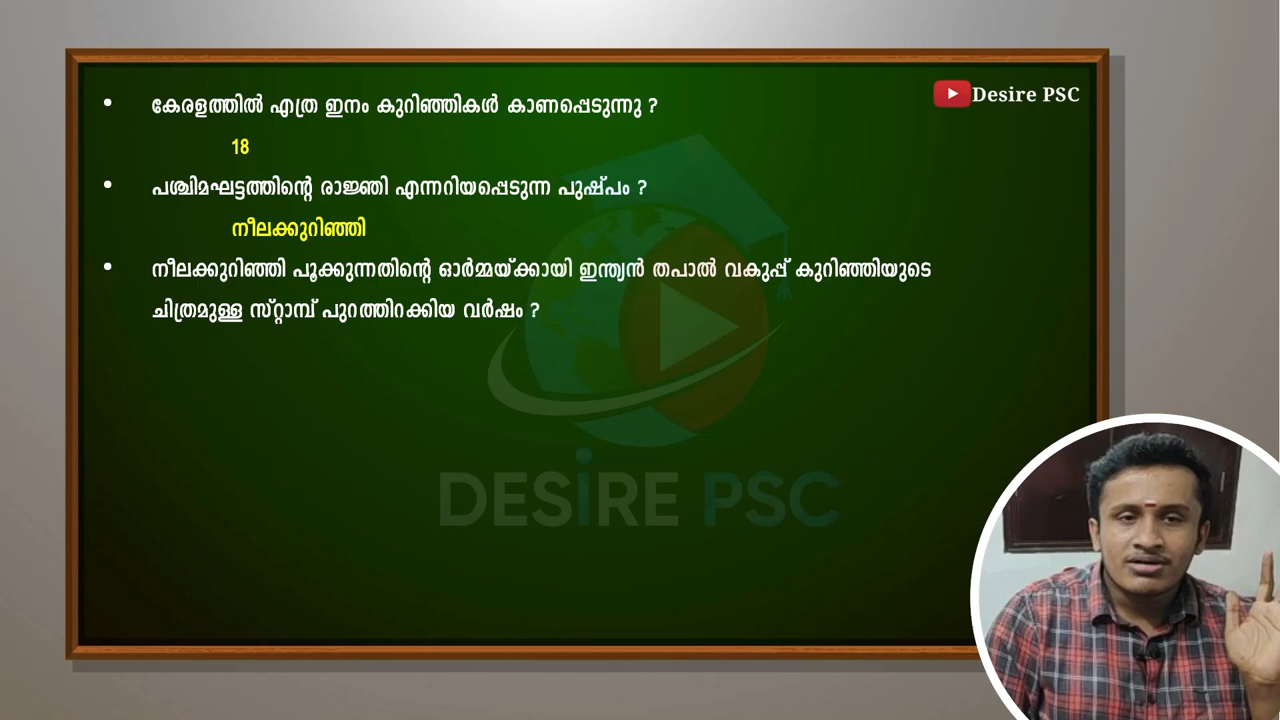 Desire PSC
• കേരളത്തിൽ എത്ര ഇനം കുറിഞ്ഞികൾ കാണപ്പെടുന്നു ?
18
• പശ്ചിമഘട്ടത്തിന്റെ രാജ്ഞി എന്നറിയപ്പെടുന്ന പുഷ്പം ?
നീലക്കുറിഞ്ഞി
• നീലക്കുറിഞ്ഞി പൂക്കുന്നതിന്റെ ഓർമ്മയ്ക്കായി ഇന്ത്യൻ തപാൽ വകുപ്പ് കുറിഞ്ഞിയുടെ
ചിത്രമുള്ള സ്റ്റാമ്പ് പുറത്തിറക്കിയ വർഷം ?
DESiRE PSC